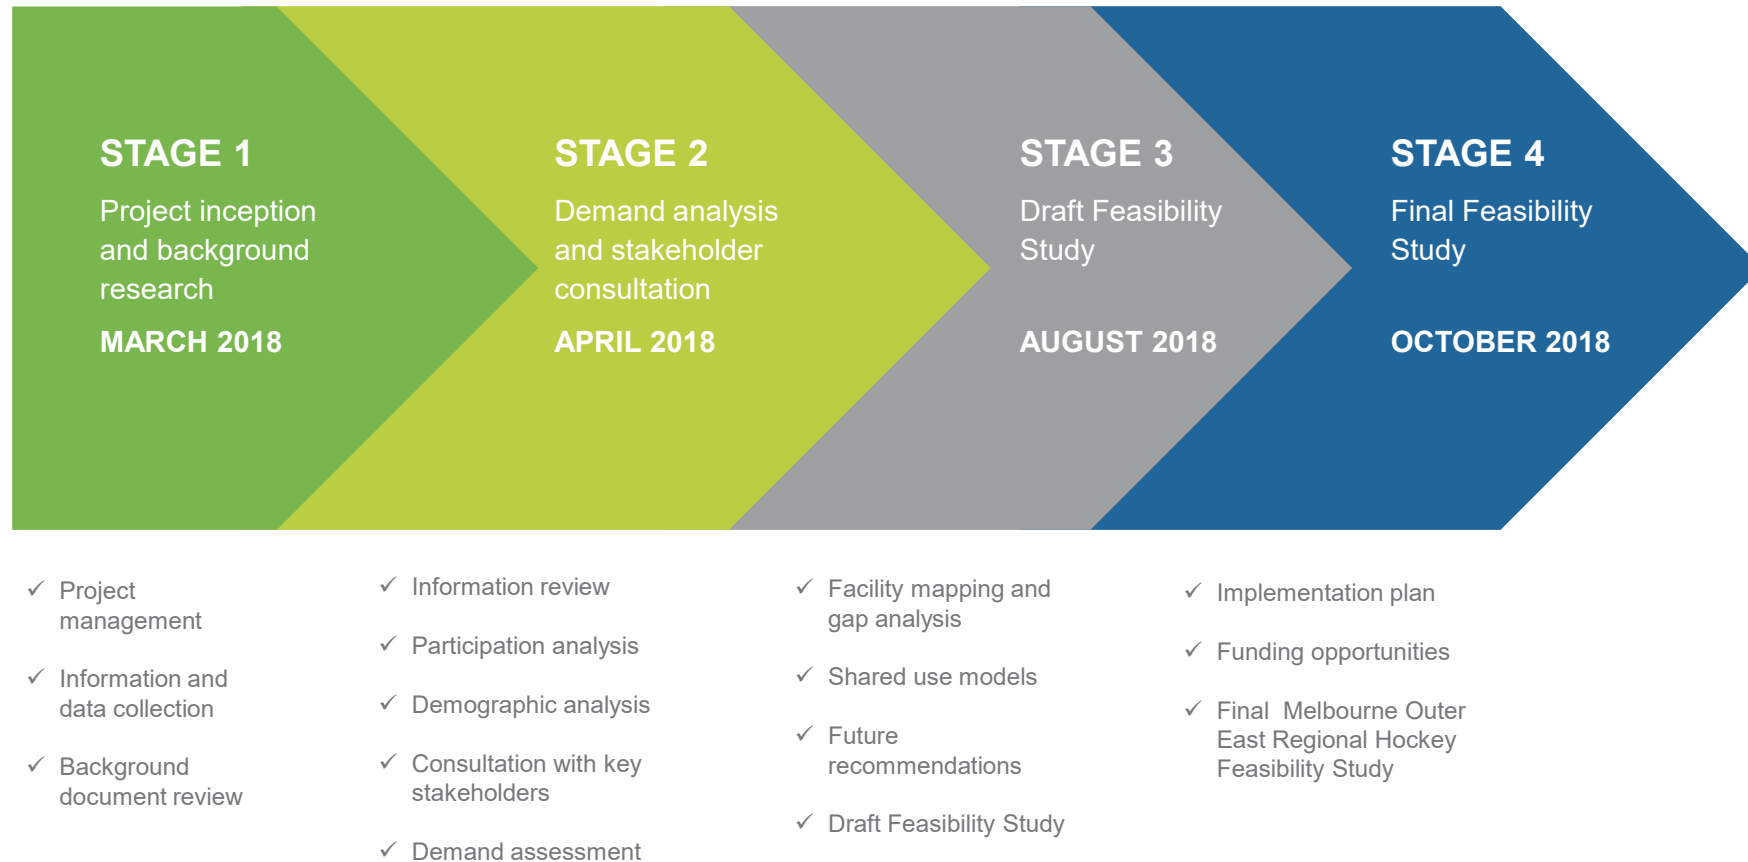 STAGE 1
Project inception
and background
research
MARCH 2018
STAGE 2
Demand analysis
and stakeholder
consultation
APRIL 2018
STAGE 3
Draft Feasibility
Study
AUGUST 2018
STAGE 4
Final Feasibility
Study
OCTOBER 2018
✓ Project
management
✓ Information and
data collection
✓ Background
document review
✓ Information review
✓ Participation analysis
✓ Demographic analysis
✓ Consultation with key
stakeholders
✓ Demand assessment
✓ Facility mapping and
gap analysis
✓ Shared use models
✓ Future
recommendations
✓ Draft Feasibility Study
✓ Implementation plan
✓ Funding opportunities
✓ Final  Melbourne Outer
East Regional Hockey
Feasibility Study